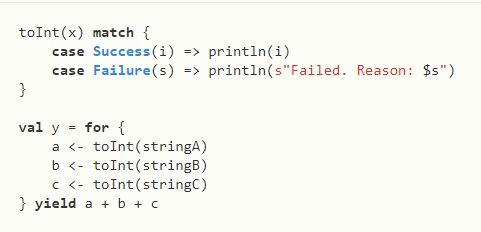 toInt(x) match {
    case Success(i) => println(i)
    case Failure(s) => println(s"Failed. Reason: $s")
}
val y = for {
    a <- toInt(stringA)
    b <- toInt(stringB)
    c <- toInt(stringC)
} yield a + b + c